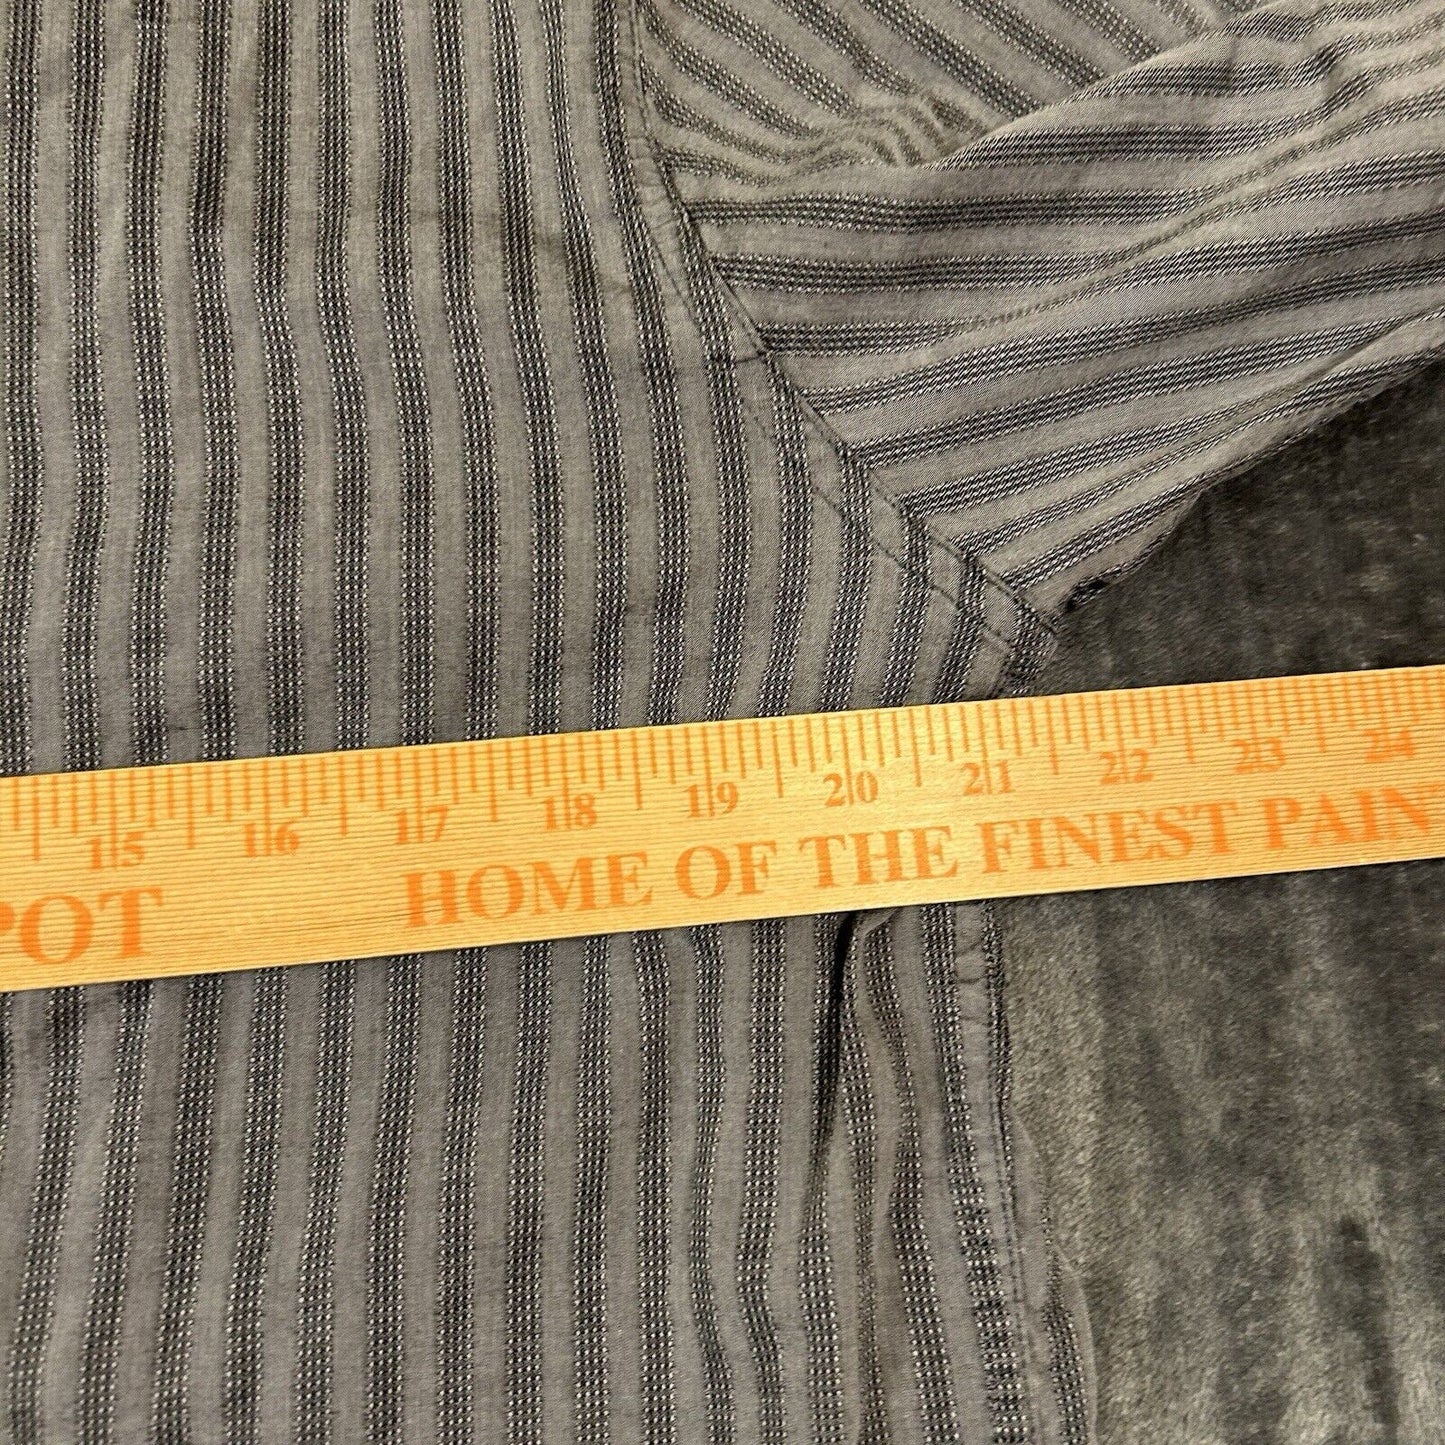 15 16 17 18 19 20 21 22 23 24
POT HOME OF THE FINEST PAIN